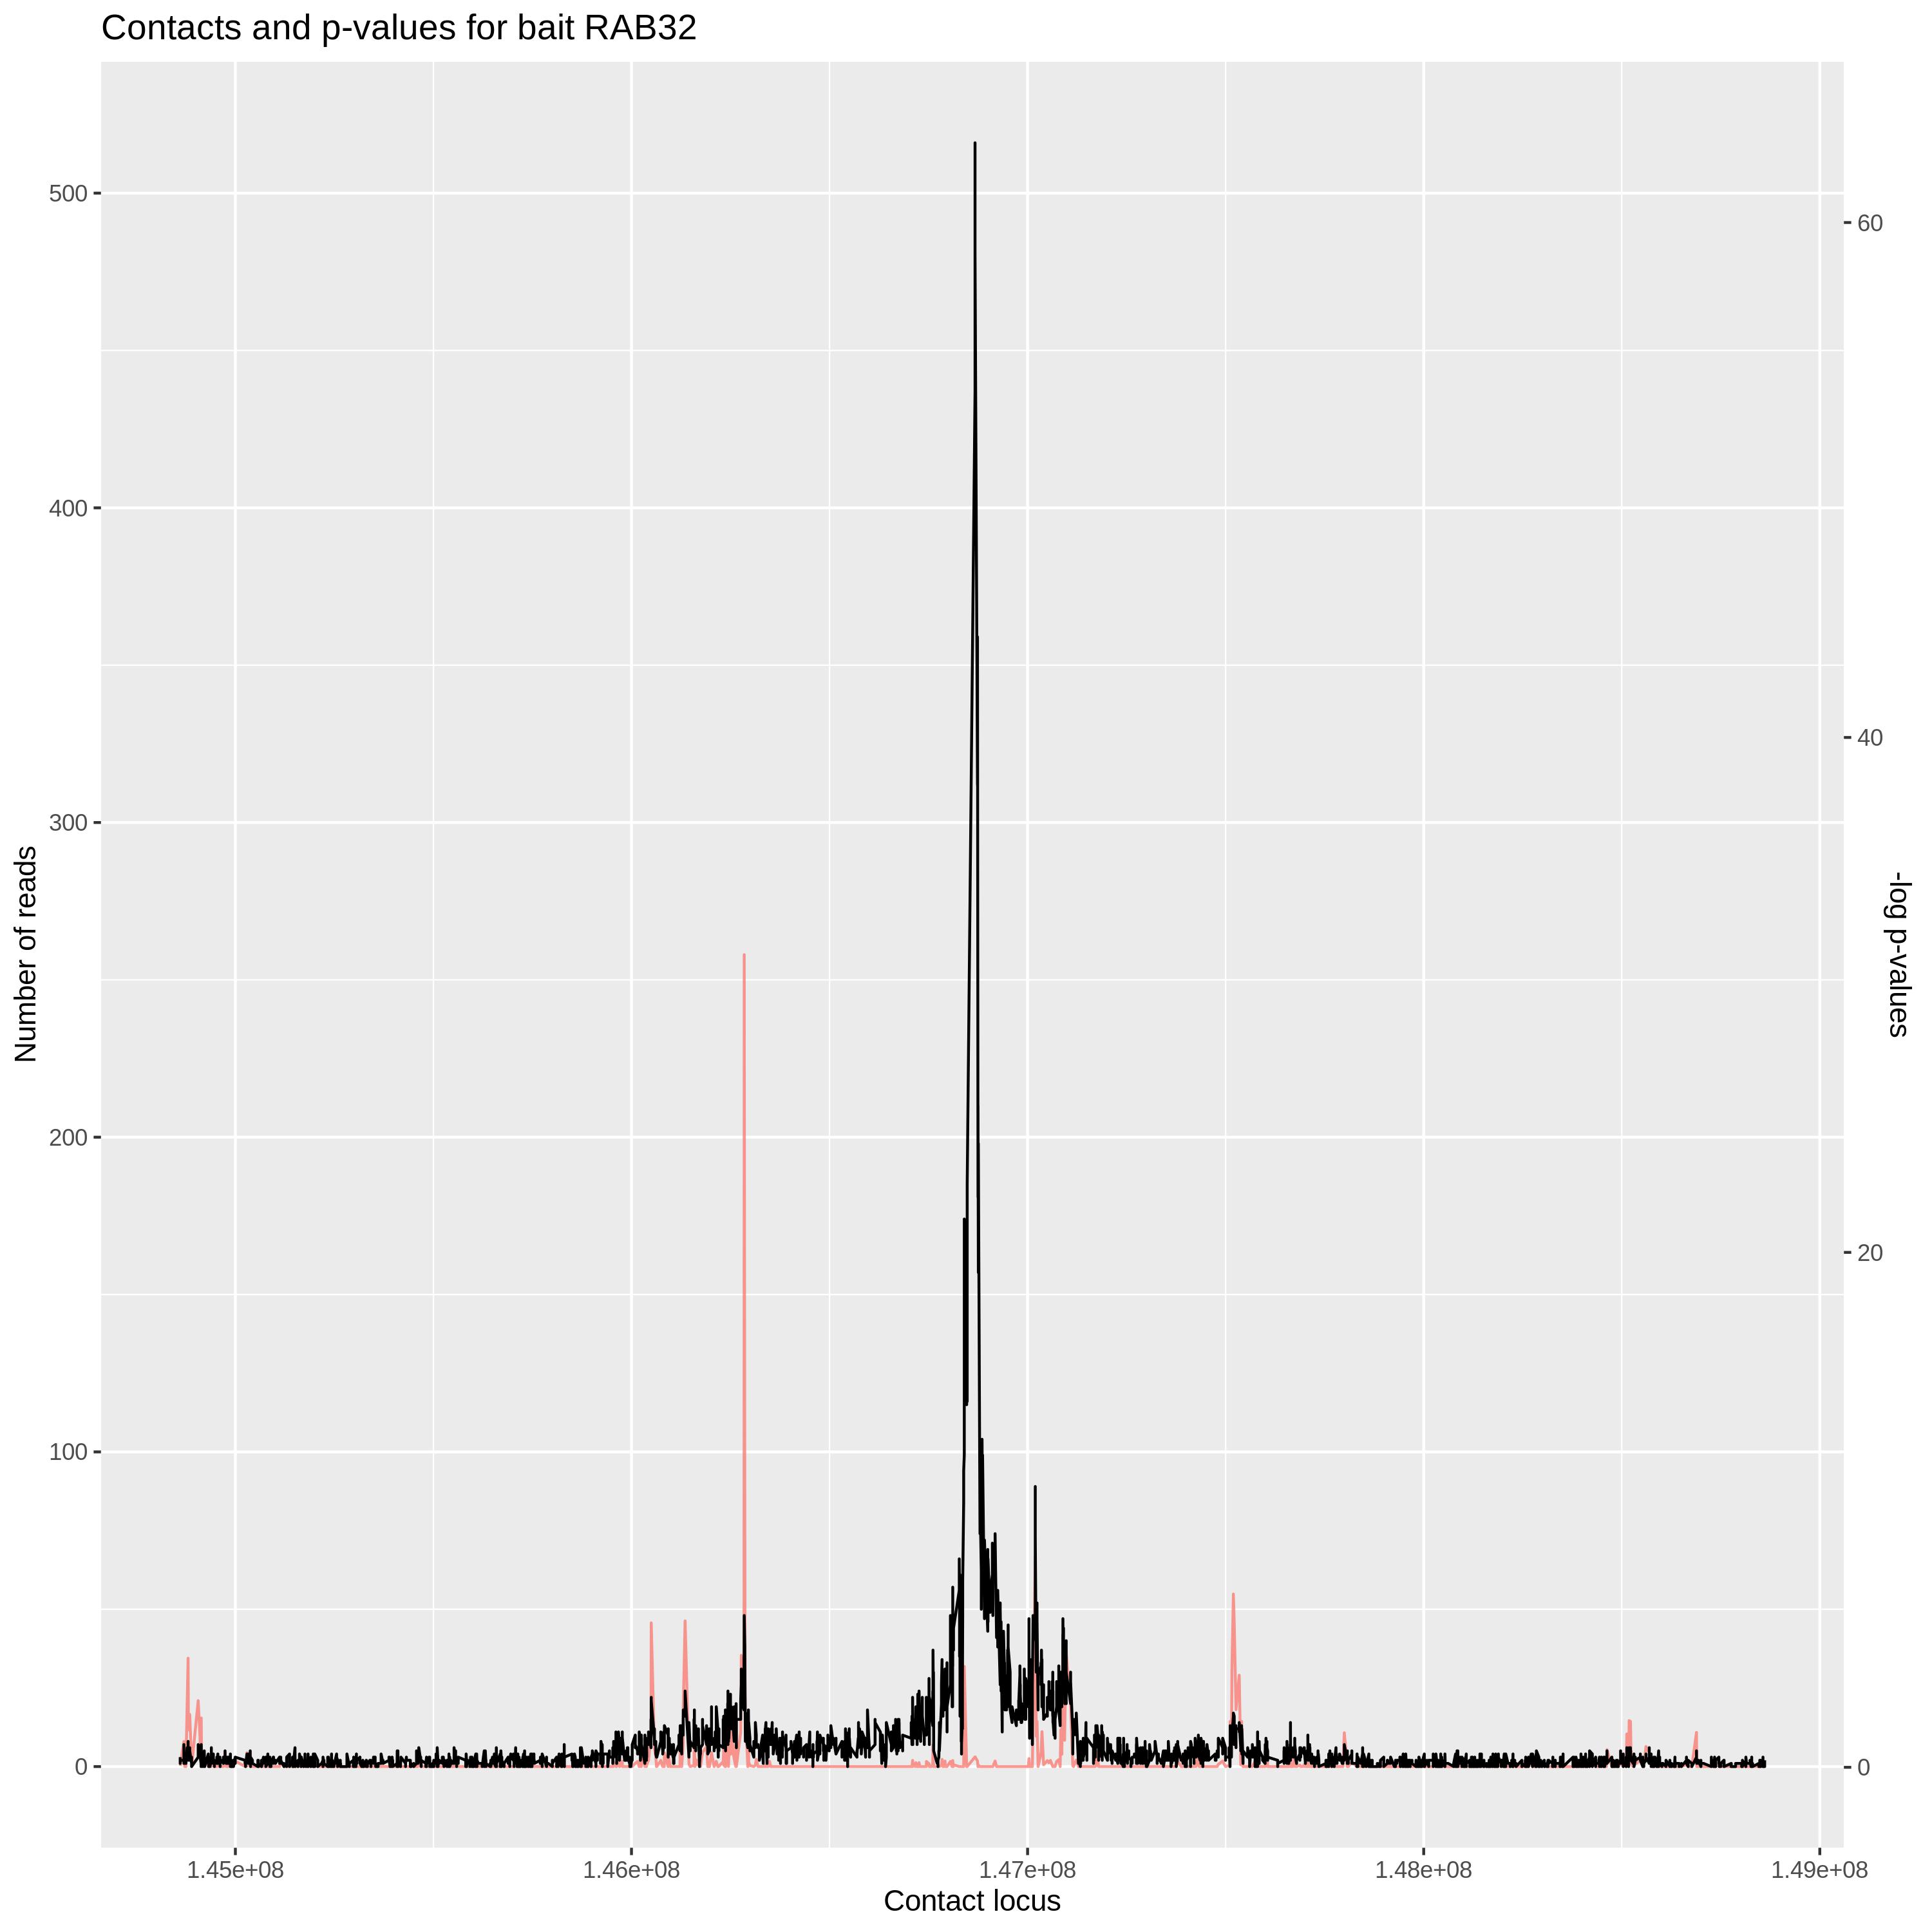 Contacts and p-values for bait RAB32
500
400
300
200
100
0
Number of reads
60
40
20
0
-log p-values
1.45e+08
1.46e+08
1.47e+08
1.48e+08
1.49e+08
Contact locus